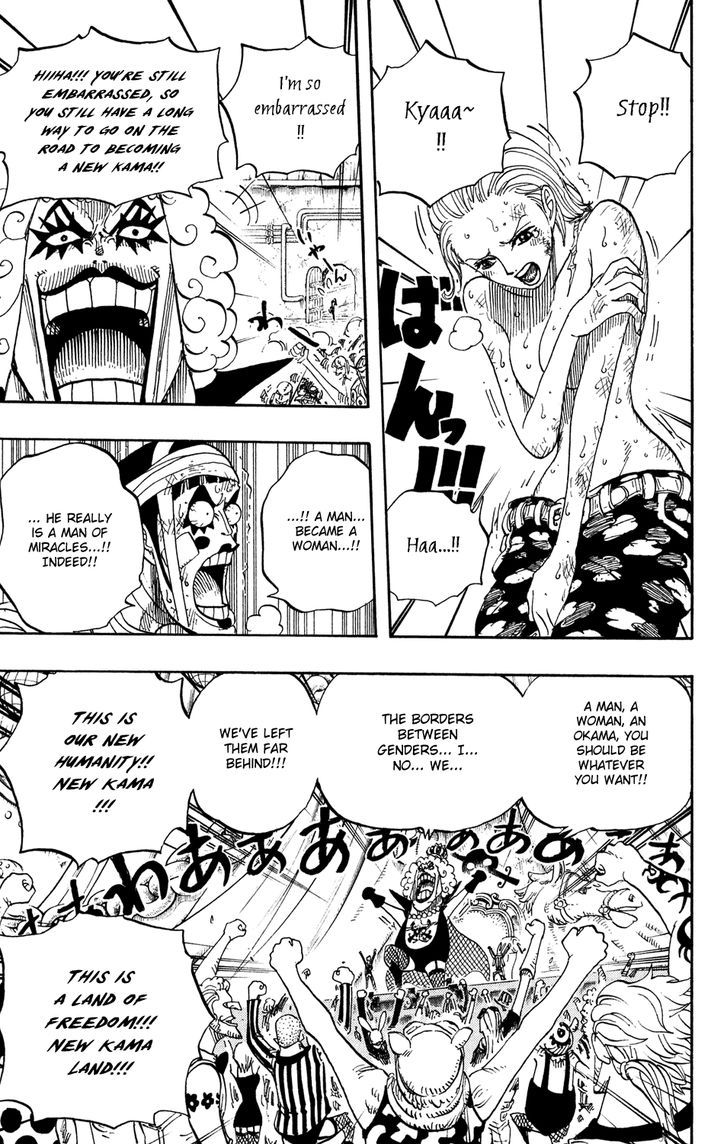 Stop!!
Kyaaa~
!!
ばんっ!!!
Haa...!!
I'm so
embarrassed
!!
HIIHA!!! YOU'RE STILL
EMBARRASSED, SO
YOU STILL HAVE A LONG
WAY TO GO ON THE
ROAD TO BECOMING
A NEW KAMA!!
...!! A MAN...
BECAME A
WOMAN...!!
... HE REALLY
IS A MAN OF
MIRACLES...!!
INDEED!!
A MAN, A
WOMAN, AN
OKAMA, YOU
SHOULD BE
WHATEVER
YOU WANT!!
THE BORDERS
BETWEEN
GENDERS... I...
NO... WE...
WE'VE LEFT
THEM FAR
BEHIND!!!
THIS IS
OUR NEW
HUMANITY!!
NEW KAMA
!!!
わあぁあぁあぁあ
THIS IS
A LAND OF
FREEDOM!!!
NEW KAMA
LAND!!!